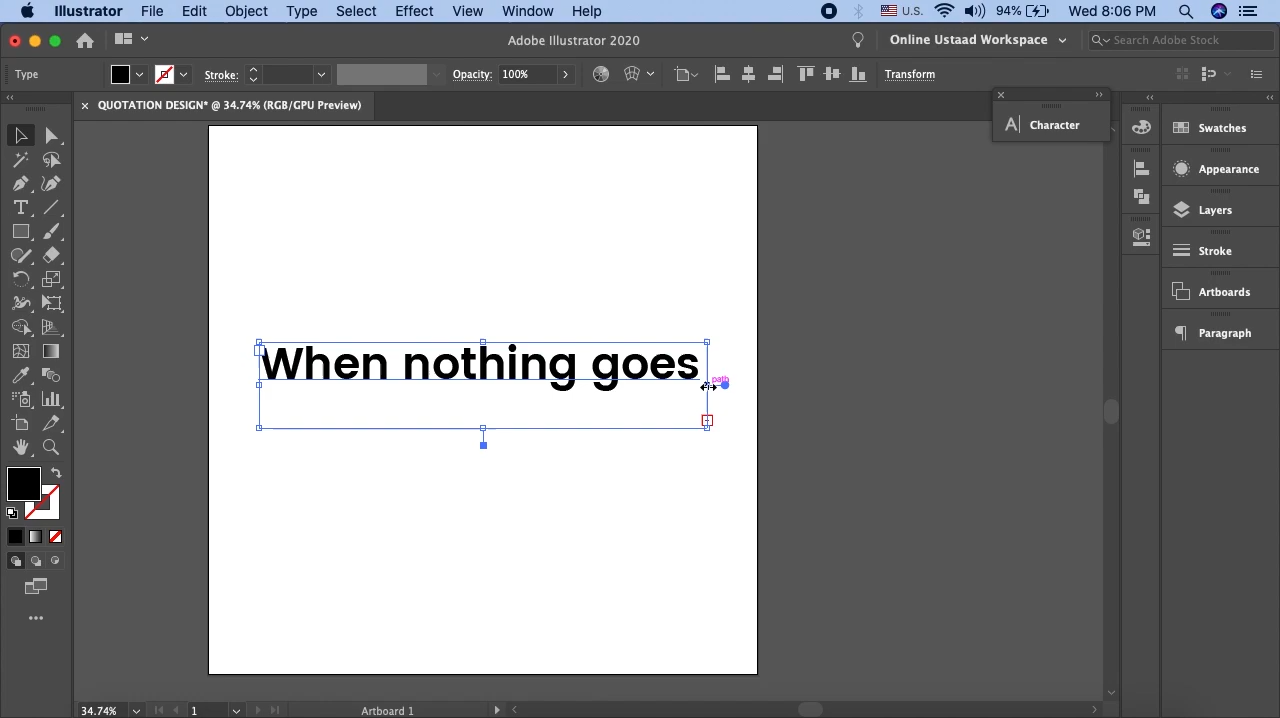 Illustrator File Edit Object Type Select Effect View Window Help U.S. 94% Wed 8:06 PM
Adobe Illustrator 2020 Online Ustaad Workspace Search Adobe Stock
Type Stroke: Opacity: 100% Transform
× QUOTATION DESIGN* @ 34.74% (RGB/GPU Preview)
A Character
Swatches
Appearance
Layers
Stroke
Artboards
Paragraph
When nothing goes
path
34.74% 1 Artboard 1